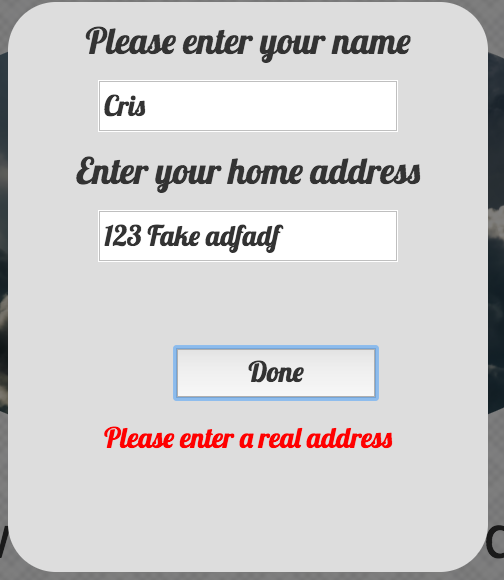 Please enter your name
Cris
Enter your home address
123 Fake adfadf
Done
Please enter a real address